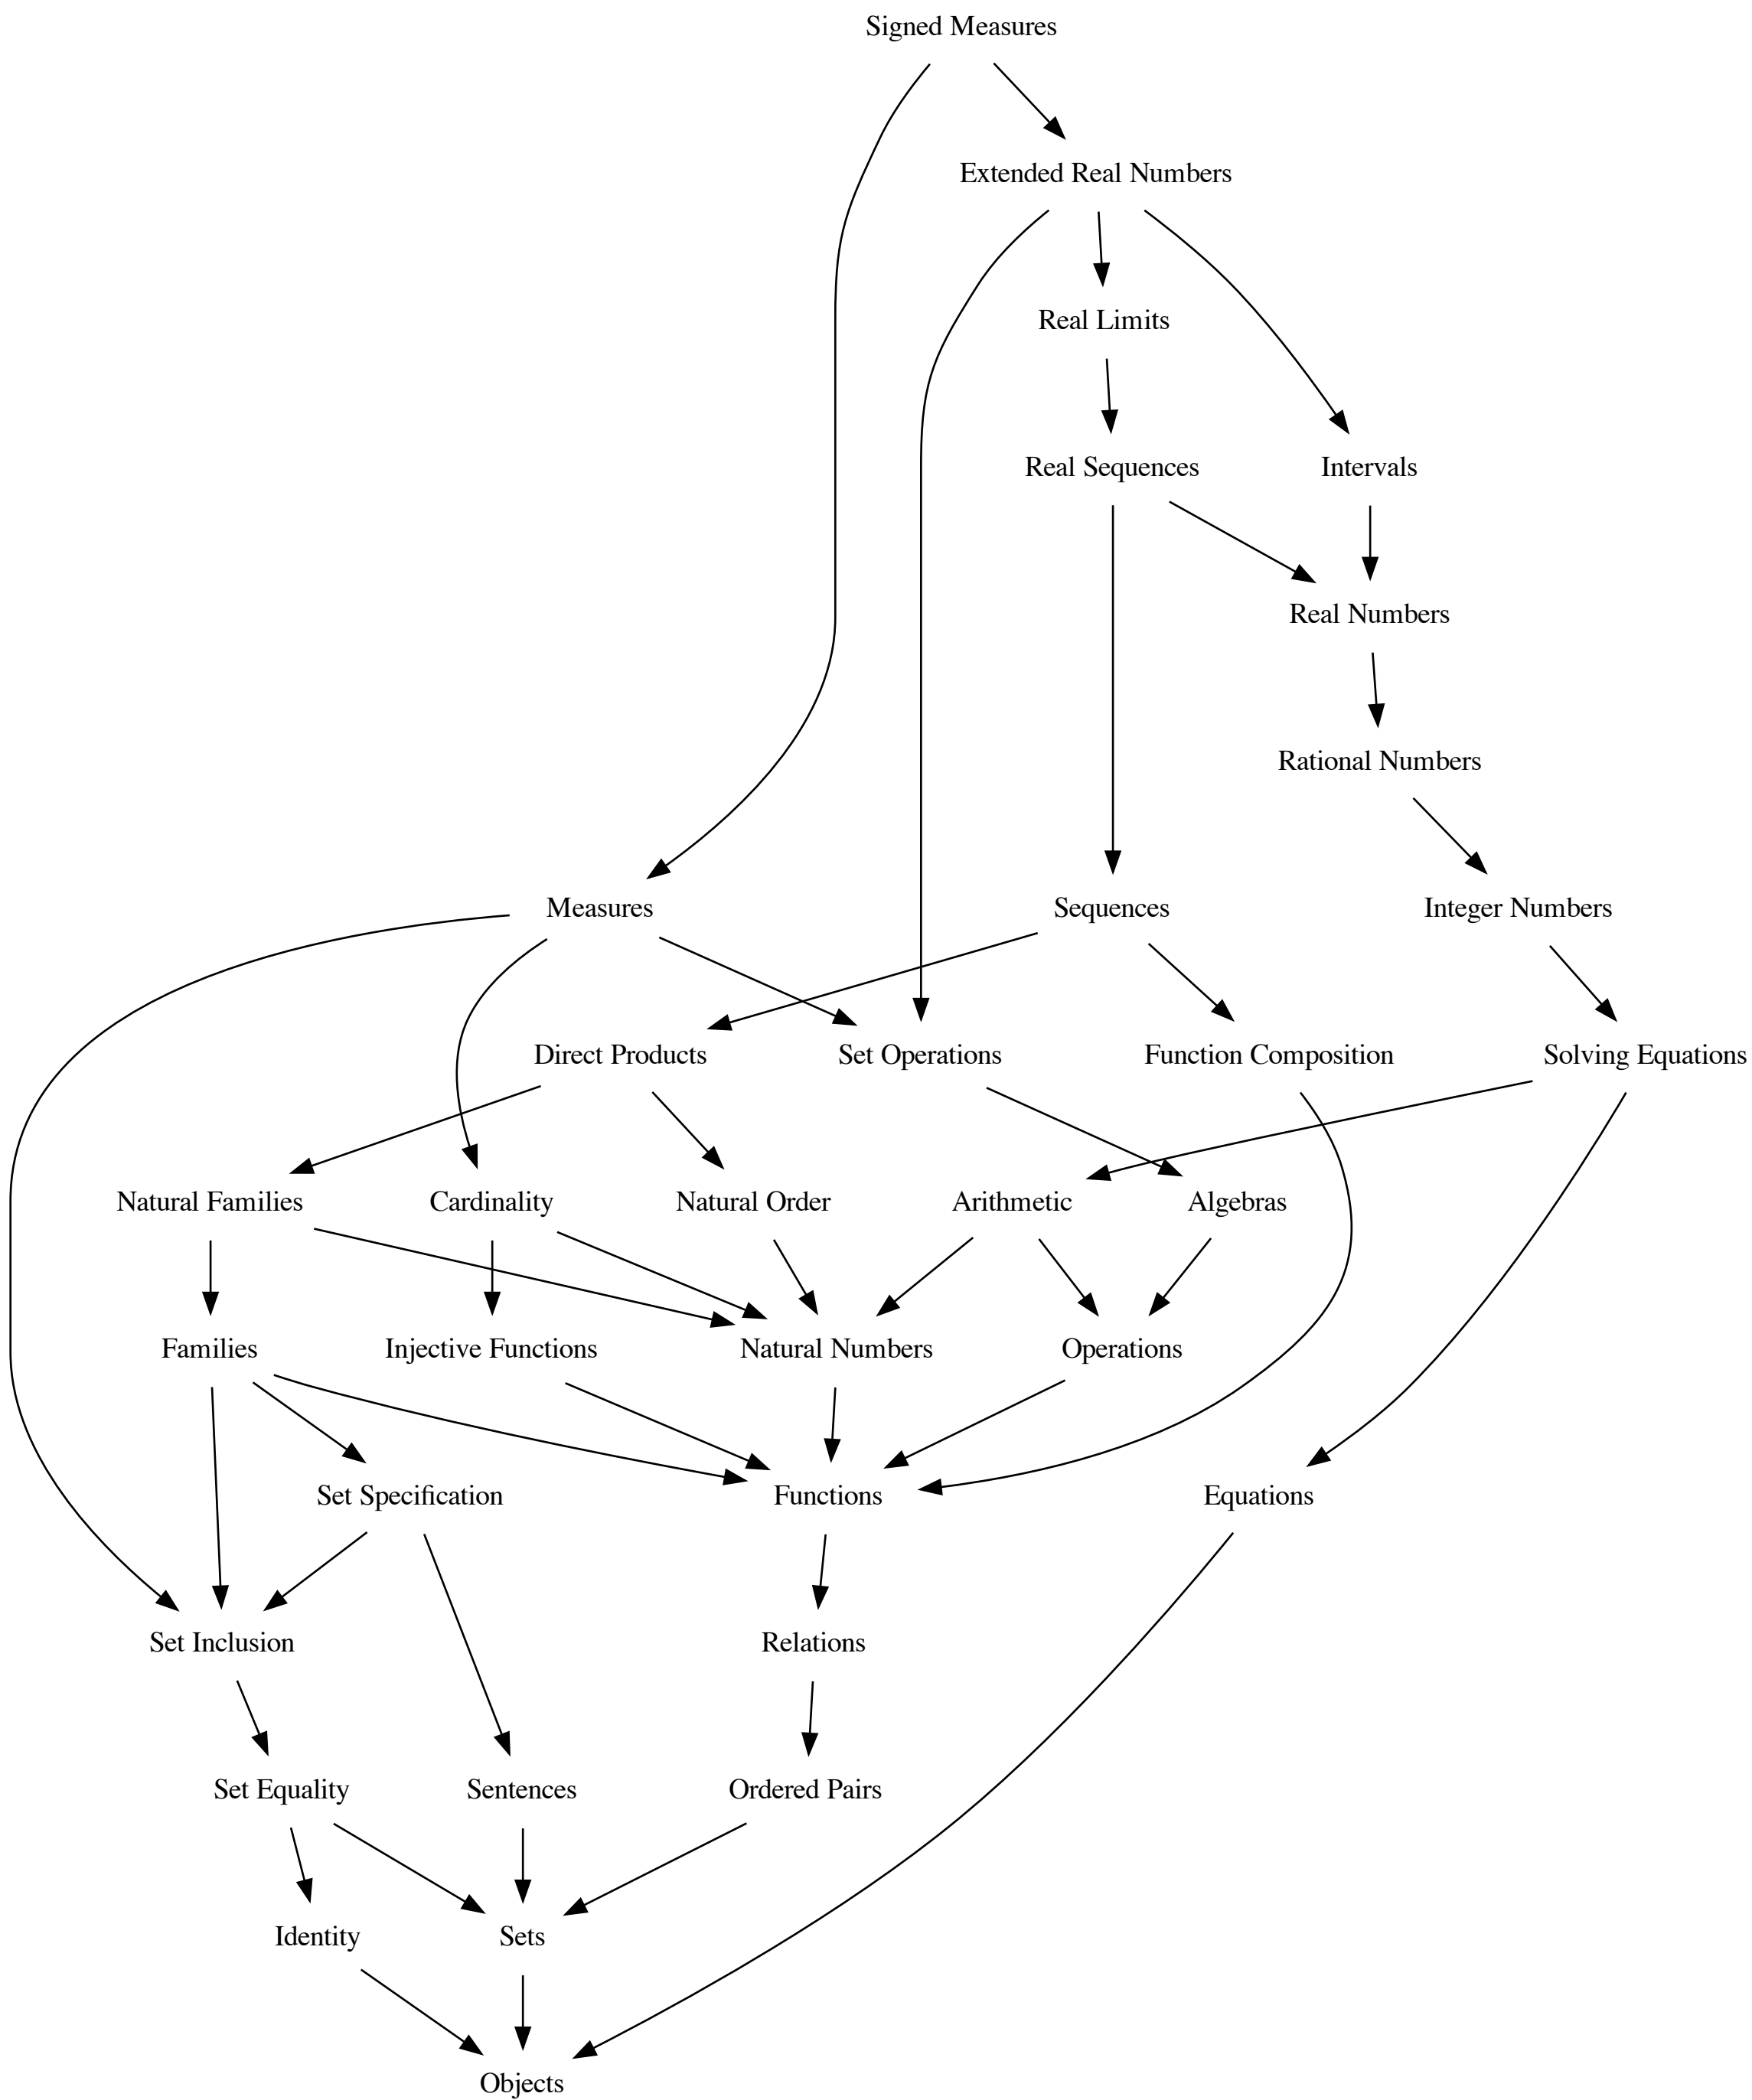 Signed Measures
Extended Real Numbers
Real Limits
Real Sequences
Intervals
Real Numbers
Rational Numbers
Measures
Sequences
Integer Numbers
Direct Products
Set Operations
Function Composition
Solving Equations
Natural Families
Cardinality
Natural Order
Arithmetic
Algebras
Families
Injective Functions
Natural Numbers
Operations
Set Specification
Functions
Equations
Set Inclusion
Relations
Set Equality
Sentences
Ordered Pairs
Identity
Sets
Objects